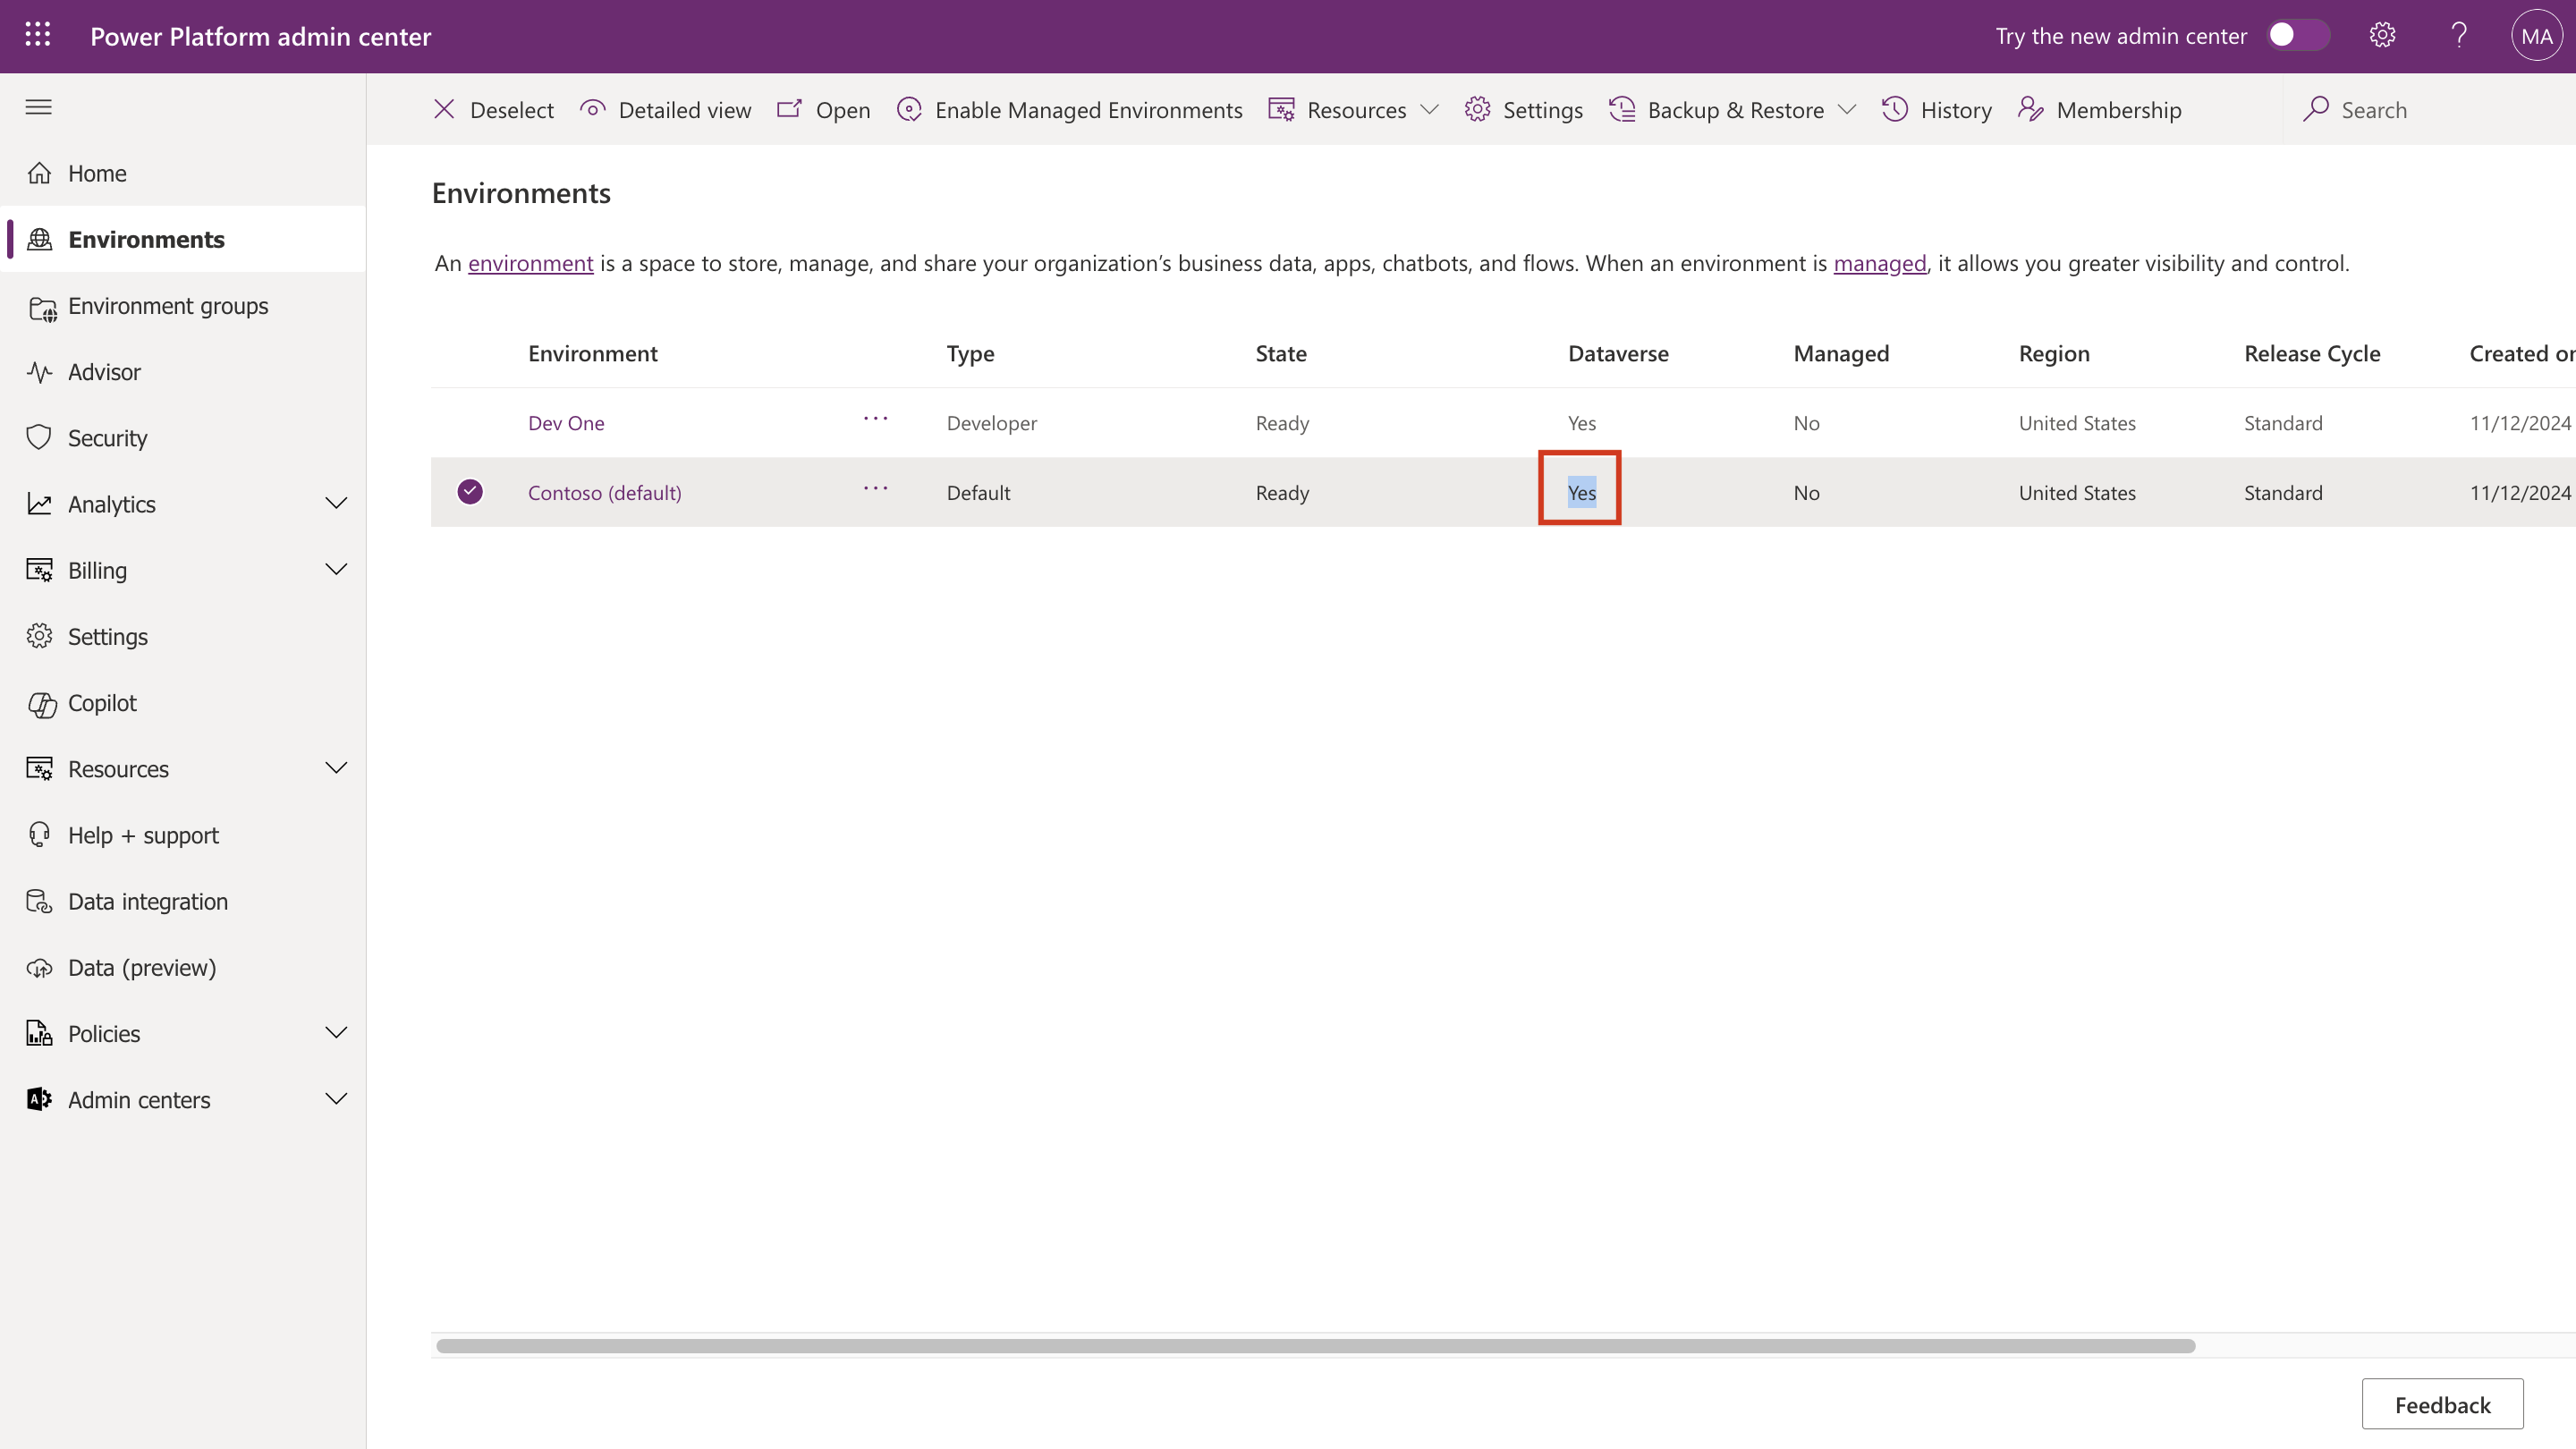 Power Platform admin center
Try the new admin center
MA
Deselect
Detailed view
Open
Enable Managed Environments
Resources
Settings
Backup & Restore
History
Membership
Search
Home
Environments
Environment groups
Advisor
Security
Analytics
Billing
Settings
Copilot
Resources
Help + support
Data integration
Data (preview)
Policies
Admin centers
Environments
An environment is a space to store, manage, and share your organization’s business data, apps, chatbots, and flows. When an environment is managed, it allows you greater visibility and control.
Environment Type State Dataverse Managed Region Release Cycle Created on
Dev One ··· Developer Ready Yes No United States Standard 11/12/2024
Contoso (default) ··· Default Ready Yes No United States Standard 11/12/2024
Feedback